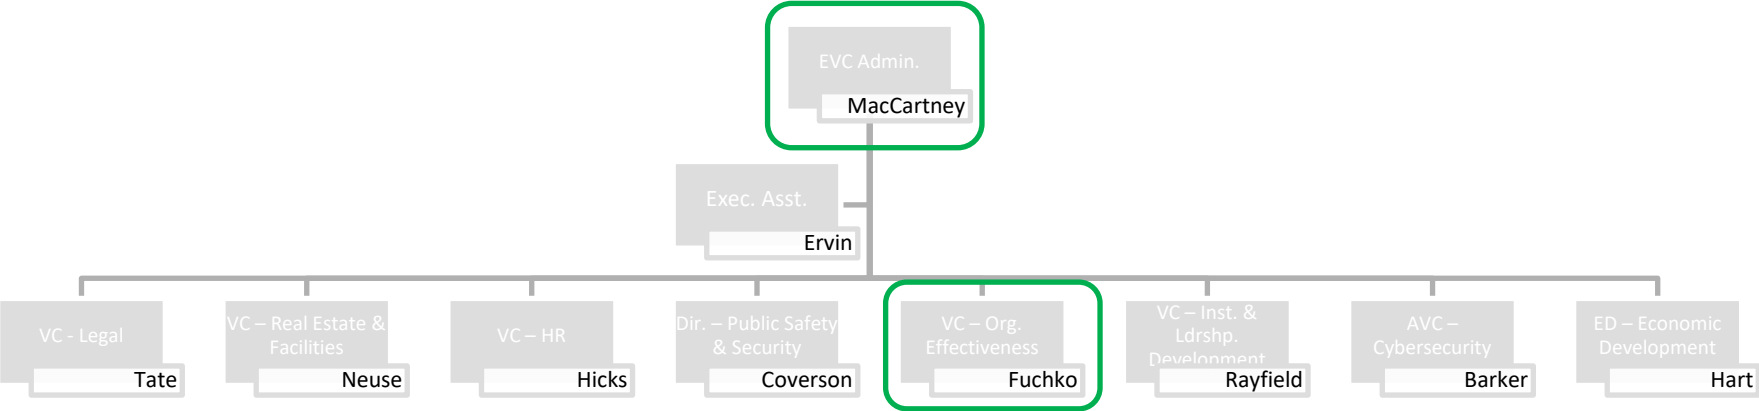 EVC Admin.
MacCartney
Exec. Asst.
Ervin
VC - Legal
Tate
VC – Real Estate &
Facilities
Neuse
VC – HR
Hicks
Dir. – Public Safety
& Security
Coverson
VC – Org.
Effectiveness
Fuchko
VC – Inst. &
Ldrshp.
Development
Rayfield
AVC –
Cybersecurity
Barker
ED – Economic
Development
Hart